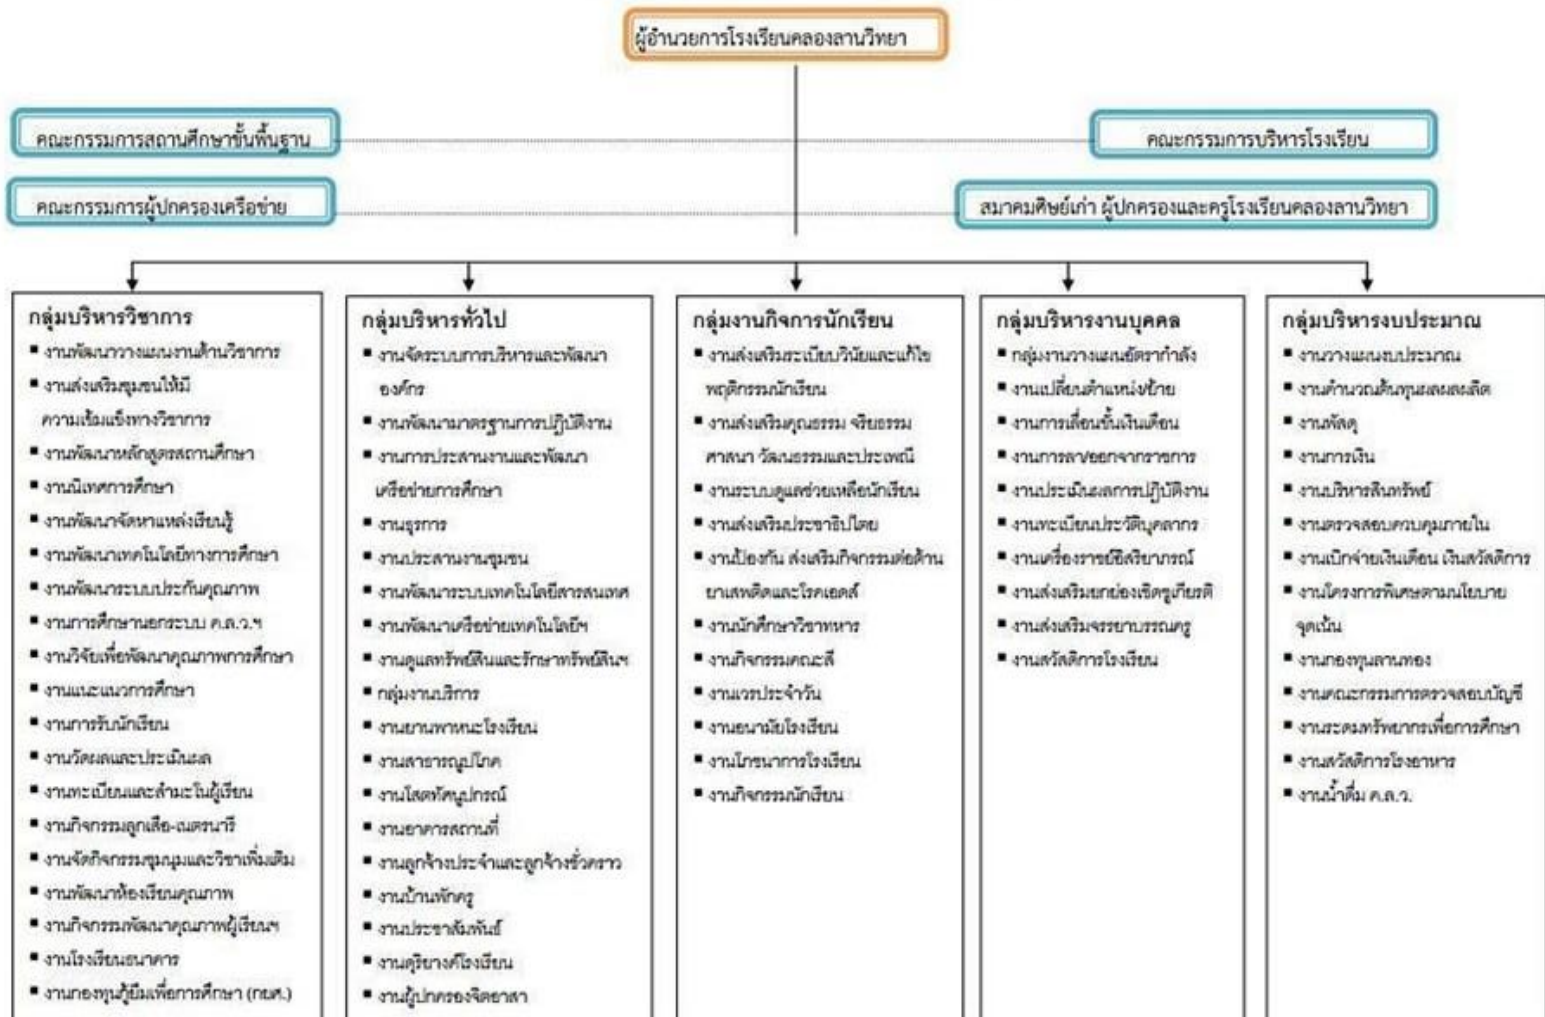 ผู้อำนวยการโรงเรียนคลองลานวิทยา
คณะกรรมการสถานศึกษาขั้นพื้นฐาน
คณะกรรมการบริหารโรงเรียน
คณะกรรมการผู้ปกครองเครือข่าย
สมาคมศิษย์เก่า ผู้ปกครองและครูโรงเรียนคลองลานวิทยา
กลุ่มบริหารวิชาการ
▪ งานพัฒนาวางแผนงานด้านวิชาการ
▪ งานส่งเสริมชุมชนให้มี
ความเข้มแข็งทางวิชาการ
▪ งานพัฒนาหลักสูตรสถานศึกษา
▪ งานนิเทศการศึกษา
▪ งานพัฒนาจัดหาแหล่งเรียนรู้
▪ งานพัฒนาเทคโนโลยีทางการศึกษา
▪ งานพัฒนาระบบประกันคุณภาพ
▪ งานการศึกษานอกระบบ ค.ล.ว.ฯ
▪ งานวิจัยเพื่อพัฒนาคุณภาพการศึกษา
▪ งานแนะแนวการศึกษา
▪ งานการรับนักเรียน
▪ งานวัดผลและประเมินผล
▪ งานทะเบียนและสำมะโนผู้เรียน
▪ งานกิจกรรมลูกเสือ-เนตรนารี
▪ งานจัดกิจกรรมชุมนุมและวิชาเพิ่มเติม
▪ งานพัฒนาห้องเรียนคุณภาพ
▪ งานกิจกรรมพัฒนาคุณภาพผู้เรียนฯ
▪ งานโรงเรียนธนาคาร
▪ งานกองทุนกู้ยืมเพื่อการศึกษา (กยศ.)
กลุ่มบริหารทั่วไป
▪ งานจัดระบบการบริหารและพัฒนา
องค์กร
▪ งานพัฒนามาตรฐานการปฏิบัติงาน
▪ งานการประสานงานและพัฒนา
เครือข่ายการศึกษา
▪ งานธุรการ
▪ งานประสานงานชุมชน
▪ งานพัฒนาระบบเทคโนโลยีสารสนเทศ
▪ งานพัฒนาเครือข่ายเทคโนโลยีฯ
▪ งานดูแลทรัพย์สินและรักษาทรัพย์สินฯ
▪ กลุ่มงานบริการ
▪ งานยานพาหนะโรงเรียน
▪ งานสาธารณูปโภค
▪ งานโสตทัศนูปกรณ์
▪ งานอาคารสถานที่
▪ งานลูกจ้างประจำและลูกจ้างชั่วคราว
▪ งานบ้านพักครู
▪ งานประชาสัมพันธ์
▪ งานดุริยางค์โรงเรียน
▪ งานผู้ปกครองจิตอาสา
กลุ่มงานกิจการนักเรียน
▪ งานส่งเสริมระเบียบวินัยและแก้ไข
พฤติกรรมนักเรียน
▪ งานส่งเสริมคุณธรรม จริยธรรม
ศาสนา วัฒนธรรมและประเพณี
▪ งานระบบดูแลช่วยเหลือนักเรียน
▪ งานส่งเสริมประชาธิปไตย
▪ งานป้องกัน ส่งเสริมกิจกรรมต่อต้าน
ยาเสพติดและโรคเอดส์
▪ งานนักศึกษาวิชาทหาร
▪ งานกิจกรรมคณะสี
▪ งานเวรประจำวัน
▪ งานอนามัยโรงเรียน
▪ งานโภชนาการโรงเรียน
▪ งานกิจกรรมนักเรียน
กลุ่มบริหารงานบุคคล
▪ กลุ่มงานวางแผนอัตรากำลัง
▪ งานเปลี่ยนตำแหน่ง/ย้าย
▪ งานการเลื่อนขั้นเงินเดือน
▪ งานการลา/ออกจากราชการ
▪ งานประเมินผลการปฏิบัติงาน
▪ งานทะเบียนประวัติบุคลากร
▪ งานเครื่องราชย์อิสริยาภรณ์
▪ งานส่งเสริมยกย่องเชิดชูเกียรติ
▪ งานส่งเสริมจรรยาบรรณครู
▪ งานสวัสดิการโรงเรียน
กลุ่มบริหารงบประมาณ
▪ งานวางแผนงบประมาณ
▪ งานคำนวณต้นทุนผลผลผลิต
▪ งานพัสดุ
▪ งานการเงิน
▪ งานบริหารสินทรัพย์
▪ งานตรวจสอบควบคุมภายใน
▪ งานเบิกจ่ายเงินเดือน เงินสวัสดิการ
▪ งานโครงการพิเศษตามนโยบาย
จุดเน้น
▪ งานกองทุนลานทอง
▪ งานคณะกรรมการตรวจสอบบัญชี
▪ งานระดมทรัพยากรเพื่อการศึกษา
▪ งานสวัสดิการโรงอาหาร
▪ งานน้ำดื่ม ค.ล.ว.